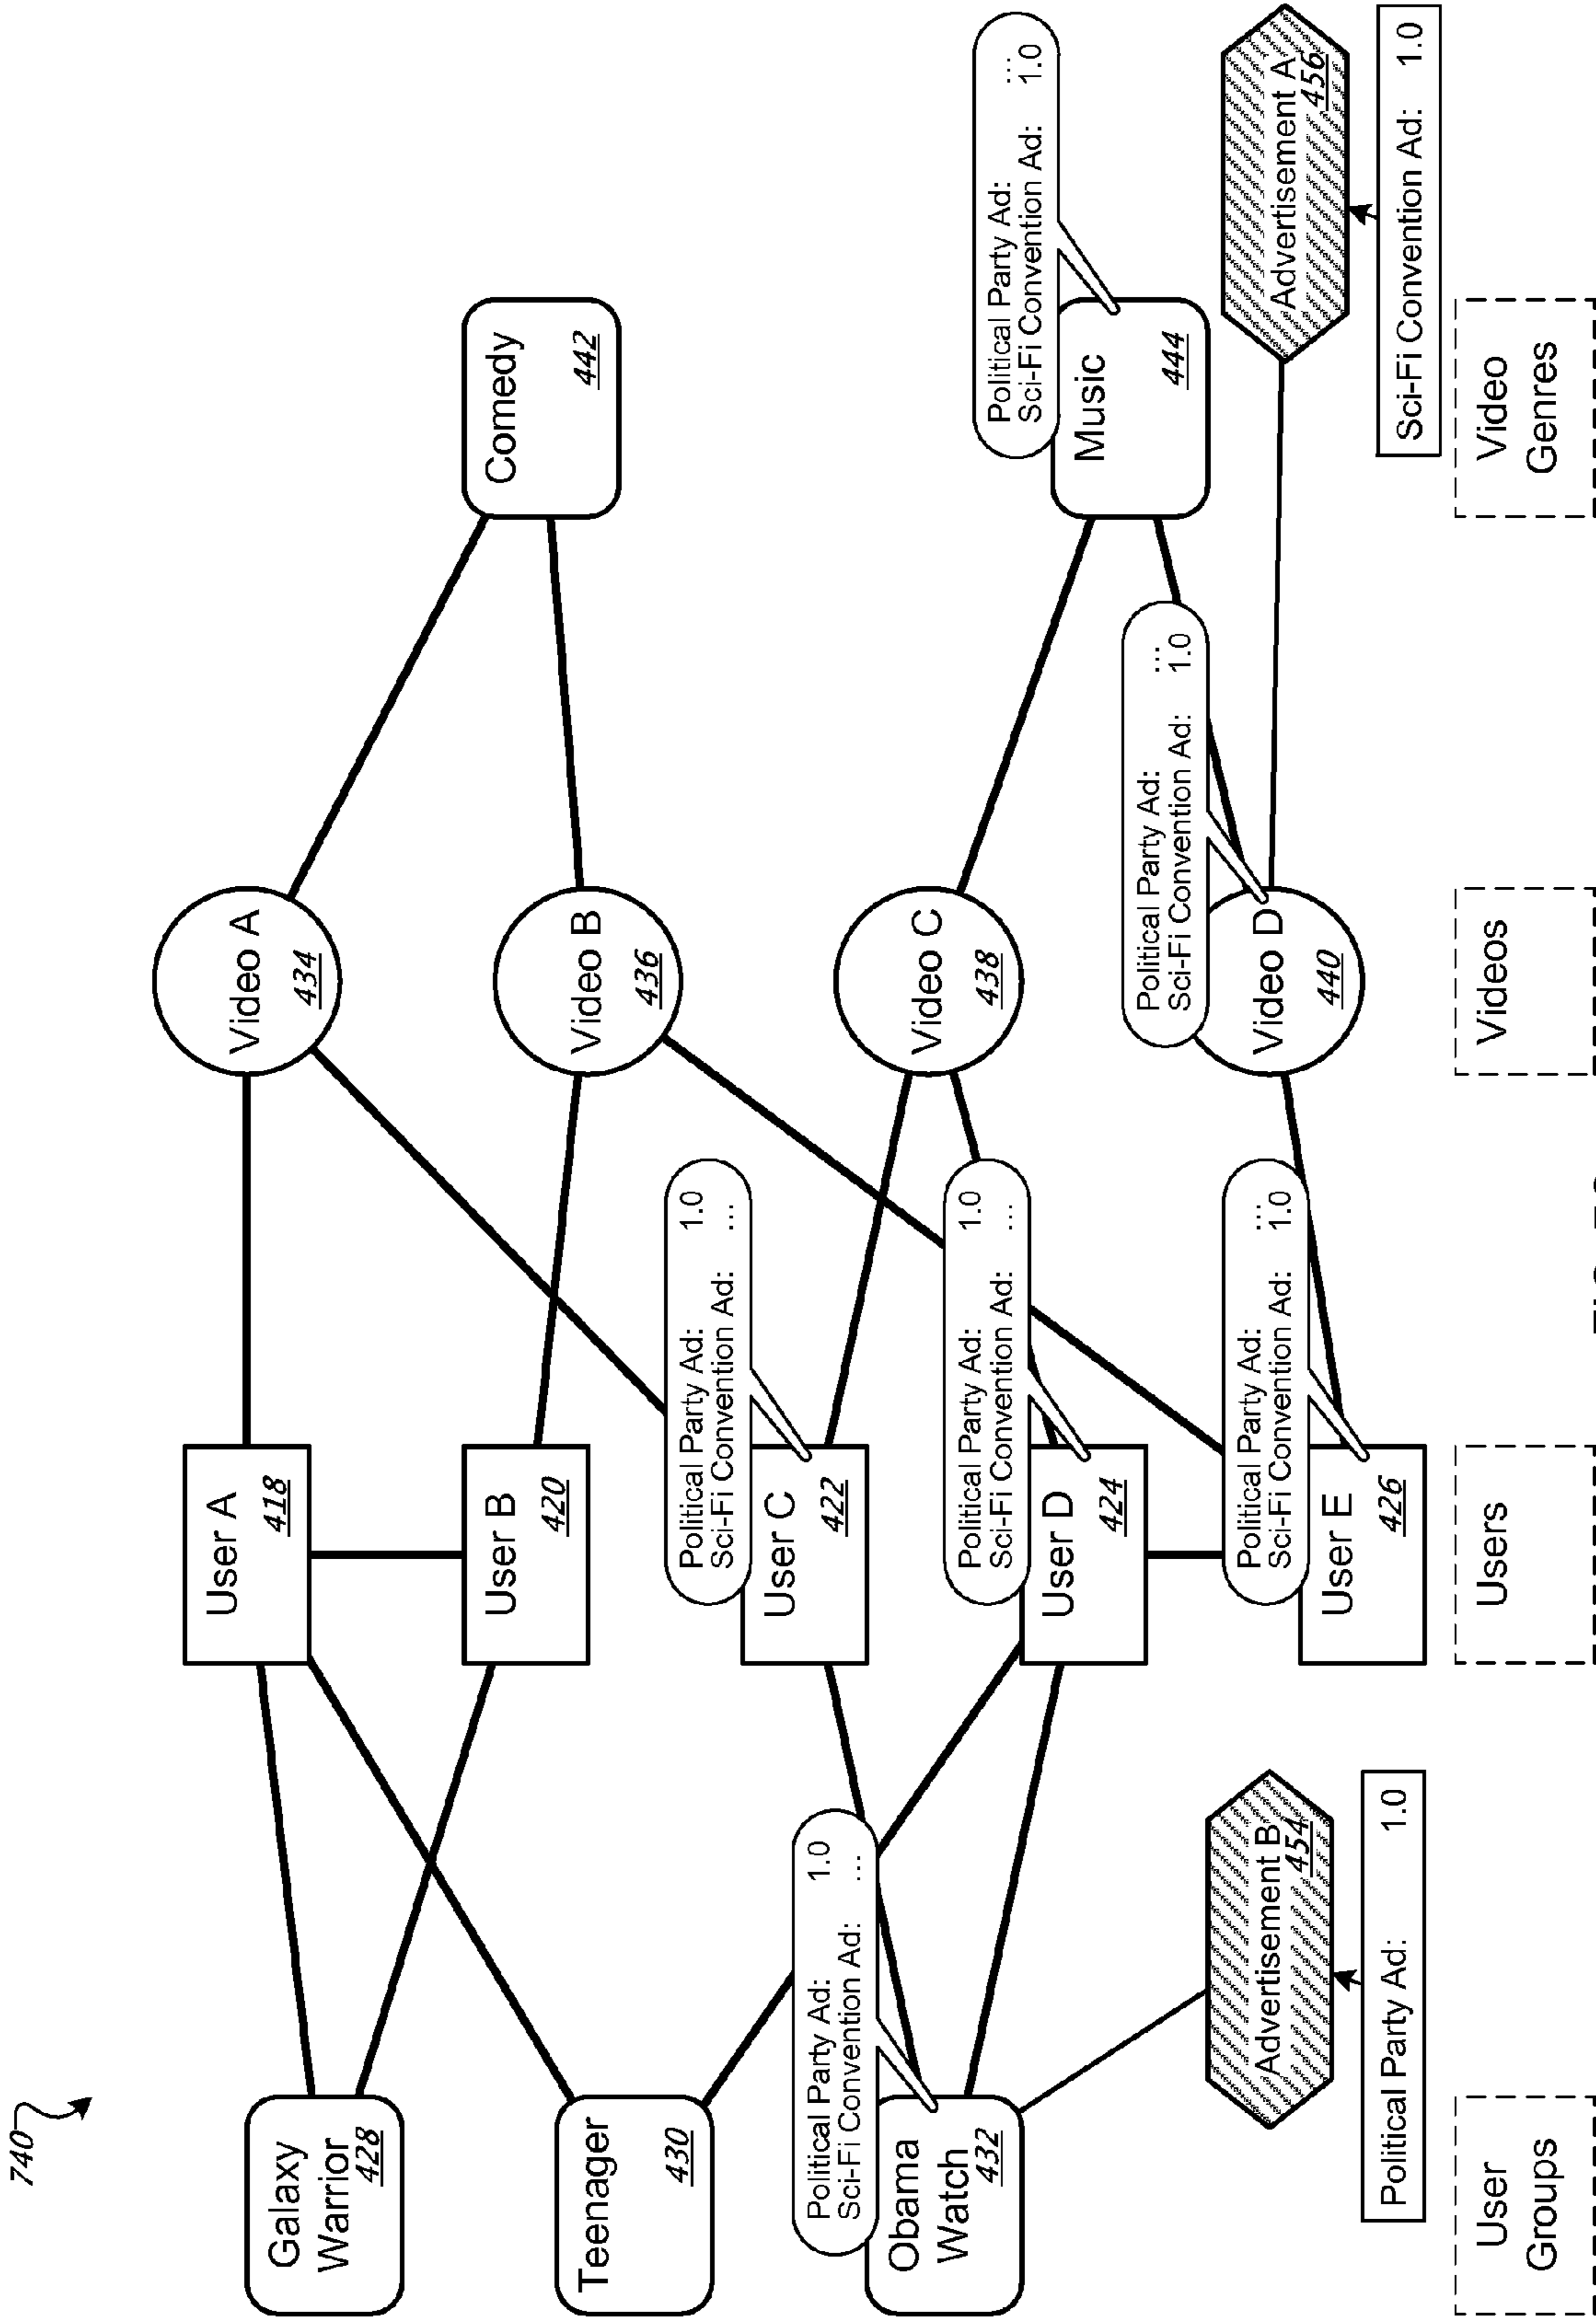 740
Galaxy
Warrior
428
Teenager
430
Political Party Ad: 1.0
Sci-Fi Convention Ad: ...
Obama
Watch
432
Advertisement B
454
Political Party Ad: 1.0
User
Groups
User A
418
User B
420
Political Party Ad: 1.0
Sci-Fi Convention Ad: ...
User C
422
Political Party Ad: 1.0
Sci-Fi Convention Ad: ...
User D
424
Political Party Ad: ...
Sci-Fi Convention Ad: 1.0
User E
426
Users
Video A
434
Video B
436
Video C
438
Political Party Ad: ...
Sci-Fi Convention Ad: 1.0
Video D
440
Videos
Comedy
442
Political Party Ad: ...
Sci-Fi Convention Ad: 1.0
Music
444
Advertisement A
456
Sci-Fi Convention Ad: 1.0
Video
Genres